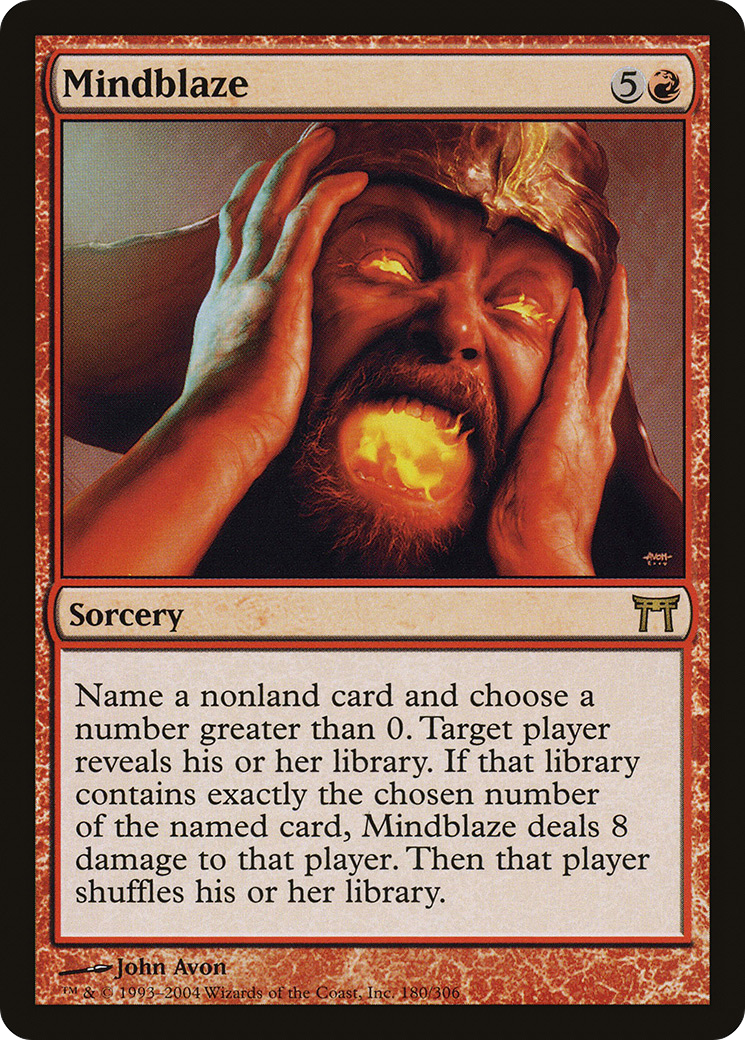 Mindblaze
5
AVON
Sorcery
Name a nonland card and choose a
number greater than 0. Target player
reveals his or her library. If that library
contains exactly the chosen number
of the named card, Mindblaze deals 8
damage to that player. Then that player
shuffles his or her library.
John Avon
™ & © 1993–2004 Wizards of the Coast, Inc. 180/306